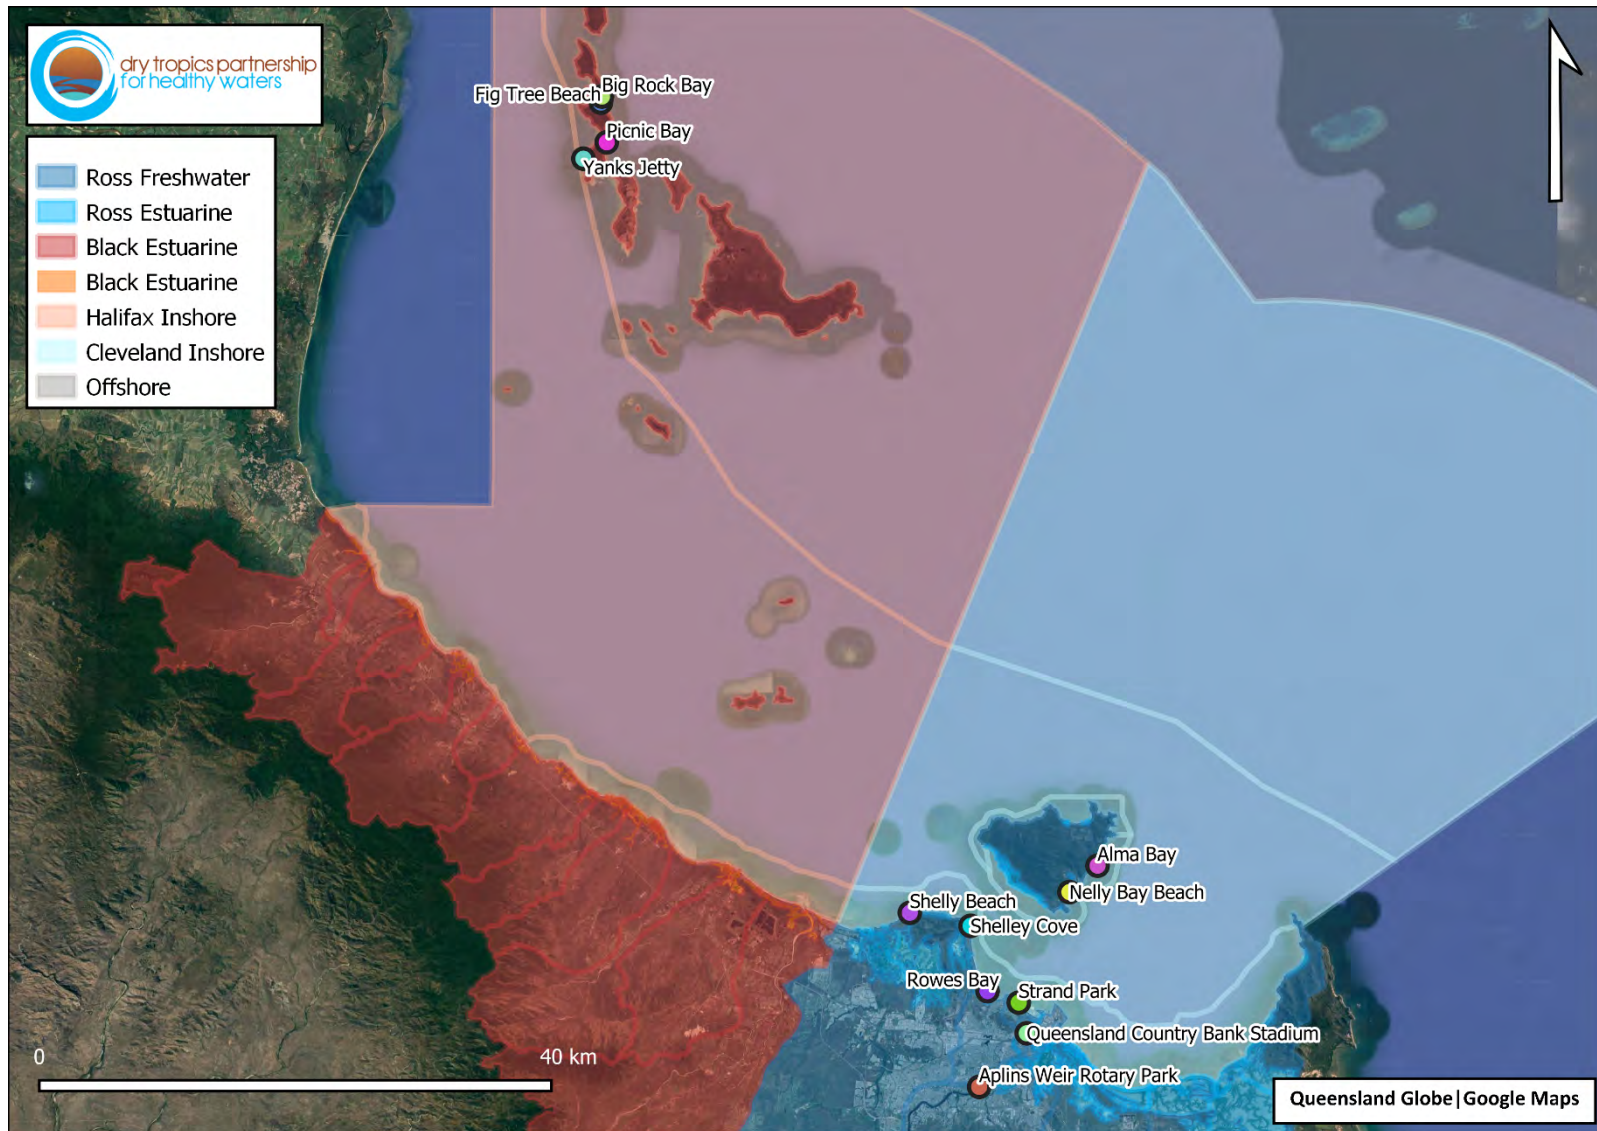 dry tropics partnership
for healthy waters
Ross Freshwater
Ross Estuarine
Black Estuarine
Black Estuarine
Halifax Inshore
Cleveland Inshore
Offshore
Big Rock Bay
Fig Tree Beach
Picnic Bay
Yanks Jetty
Alma Bay
Nelly Bay Beach
Shelly Beach
Shelley Cove
Rowes Bay
Strand Park
Queensland Country Bank Stadium
Aplins Weir Rotary Park
0 40 km
Queensland Globe|Google Maps